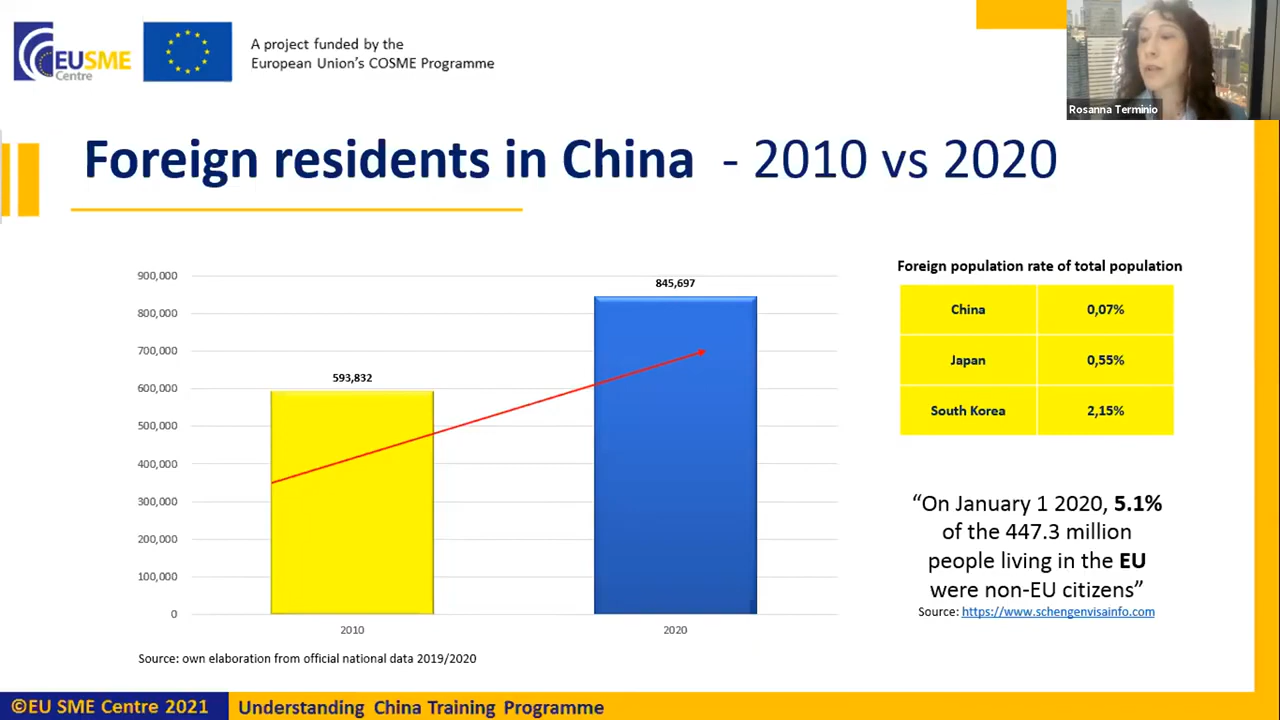 EUSME
Centre
A project funded by the
European Union's COSME Programme
Rosanna Terminio
Foreign residents in China - 2010 vs 2020
900,000
800,000
700,000
600,000
500,000
400,000
300,000
200,000
100,000
0
593,832
845,697
2010
2020
Source: own elaboration from official national data 2019/2020
Foreign population rate of total population
China 0,07%
Japan 0,55%
South Korea 2,15%
“On January 1 2020, 5.1%
of the 447.3 million
people living in the EU
were non-EU citizens”
Source: https://www.schengenvisainfo.com
©EU SME Centre 2021
Understanding China Training Programme